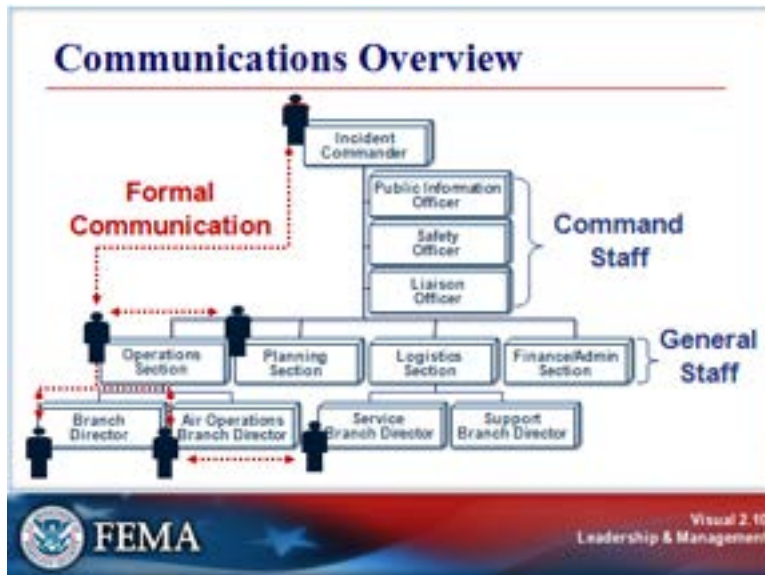 Communications Overview
Incident
Commander
Formal
Communication
Public Information
Officer
Safety
Officer
Liaison
Officer
Command
Staff
Operations
Section
Planning
Section
Logistics
Section
Finance/Admin
Section
General
Staff
Branch
Director
Air Operations
Branch Director
Service
Branch Director
Support
Branch Director
FEMA
Visual 2.10
Leadership & Management